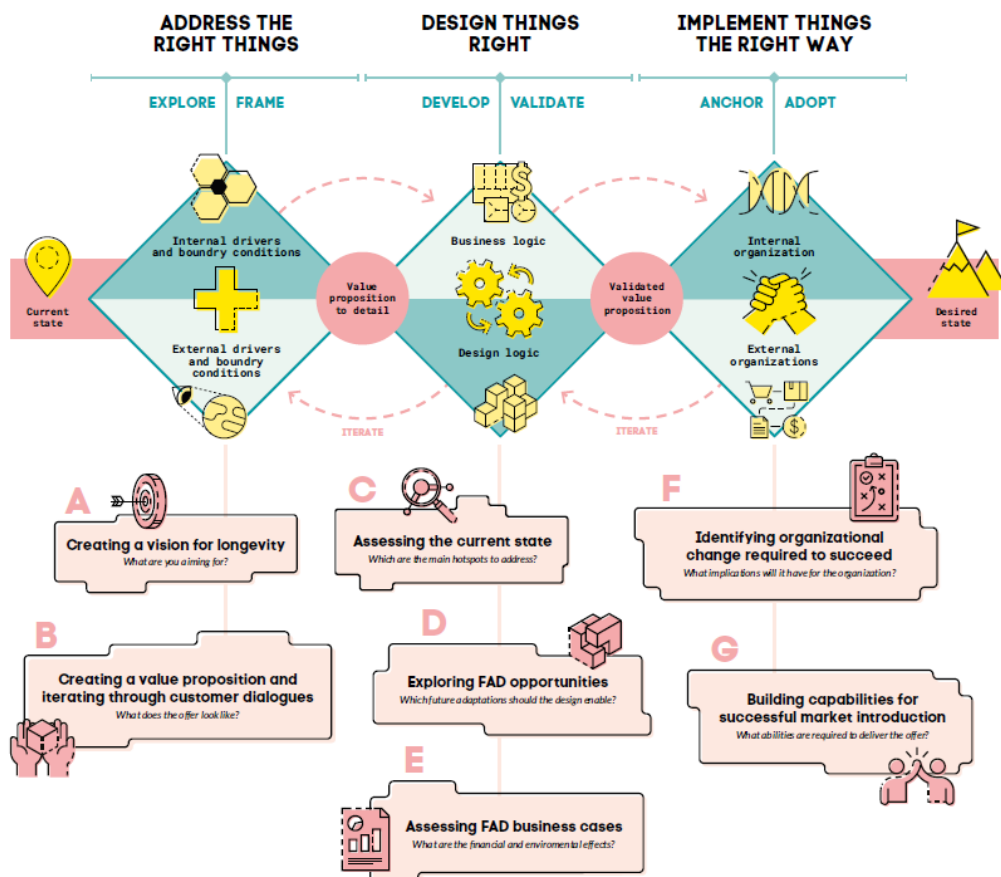 ADDRESS THE
RIGHT THINGS
DESIGN THINGS
RIGHT
IMPLEMENT THINGS
THE RIGHT WAY
EXPLORE
FRAME
DEVELOP
VALIDATE
ANCHOR
ADOPT
Internal drivers
and boundry conditions
Business logic
Internal
organization
Current
state
Value
proposition
to detail
Validated
value
proposition
Desired
state
External drivers
and boundry
conditions
Design logic
External
organizations
ITERATE
ITERATE
A
Creating a vision for longevity
What are you aiming for?
B
Creating a value proposition and
iterating through customer dialogues
What does the offer look like?
C
Assessing the current state
Which are the main hotspots to address?
D
Exploring FAD opportunities
Which future adaptations should the design enable?
E
Assessing FAD business cases
What are the financial and enviromental effects?
F
Identifying organizational
change required to succeed
What implications will it have for the organization?
G
Building capabilities for
successful market introduction
What abilities are required to deliver the offer?